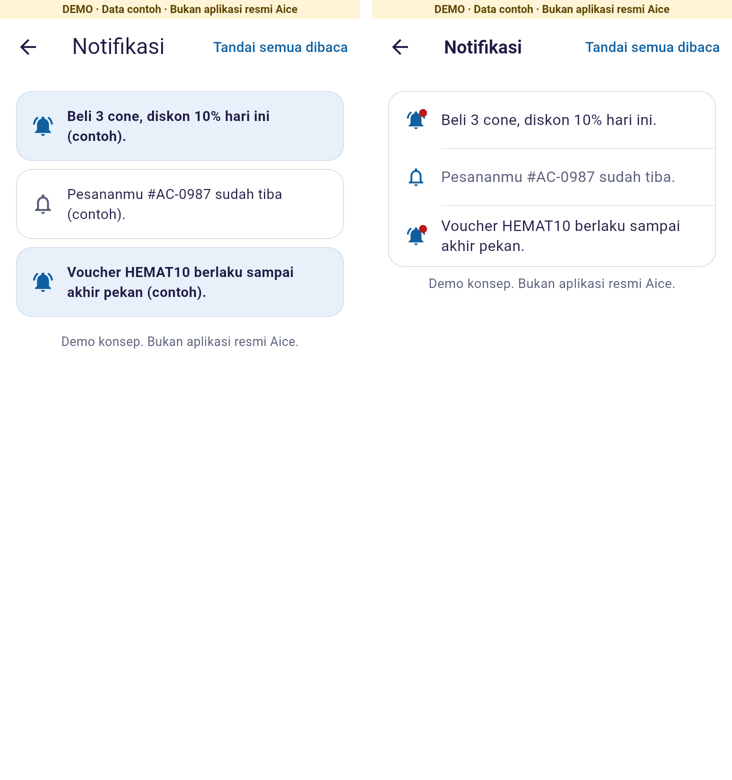 DEMO · Data contoh · Bukan aplikasi resmi Aice
Notifikasi
Tandai semua dibaca
Beli 3 cone, diskon 10% hari ini
(contoh).
Pesananmu #AC-0987 sudah tiba
(contoh).
Voucher HEMAT10 berlaku sampai
akhir pekan (contoh).
Demo konsep. Bukan aplikasi resmi Aice.
DEMO · Data contoh · Bukan aplikasi resmi Aice
Notifikasi
Tandai semua dibaca
Beli 3 cone, diskon 10% hari ini.
Pesananmu #AC-0987 sudah tiba.
Voucher HEMAT10 berlaku sampai
akhir pekan.
Demo konsep. Bukan aplikasi resmi Aice.